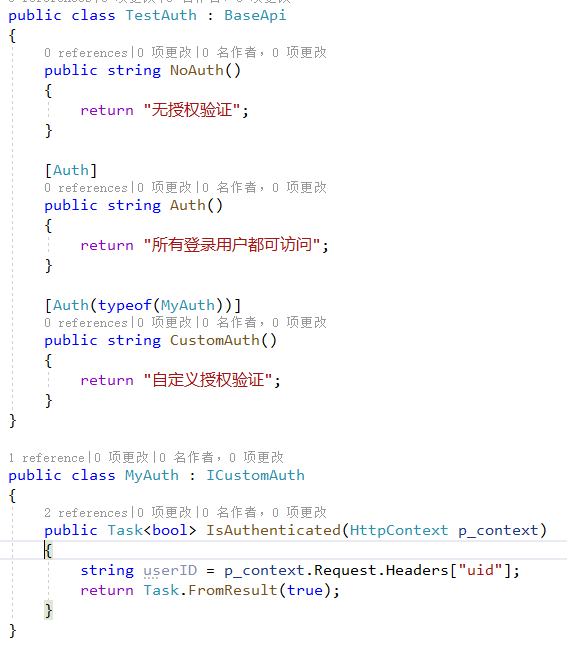 public class TestAuth : BaseApi
{
0 references|0 项更改|0 名作者，0 项更改
public string NoAuth()
{
return "无授权验证";
}
[Auth]
0 references|0 项更改|0 名作者，0 项更改
public string Auth()
{
return "所有登录用户都可访问";
}
[Auth(typeof(MyAuth))]
0 references|0 项更改|0 名作者，0 项更改
public string CustomAuth()
{
return "自定义授权验证";
}
}
1 reference|0 项更改|0 名作者，0 项更改
public class MyAuth : ICustomAuth
{
2 references|0 项更改|0 名作者，0 项更改
public Task<bool> IsAuthenticated(HttpContext p_context)
{
string userID = p_context.Request.Headers["uid"];
return Task.FromResult(true);
}
}